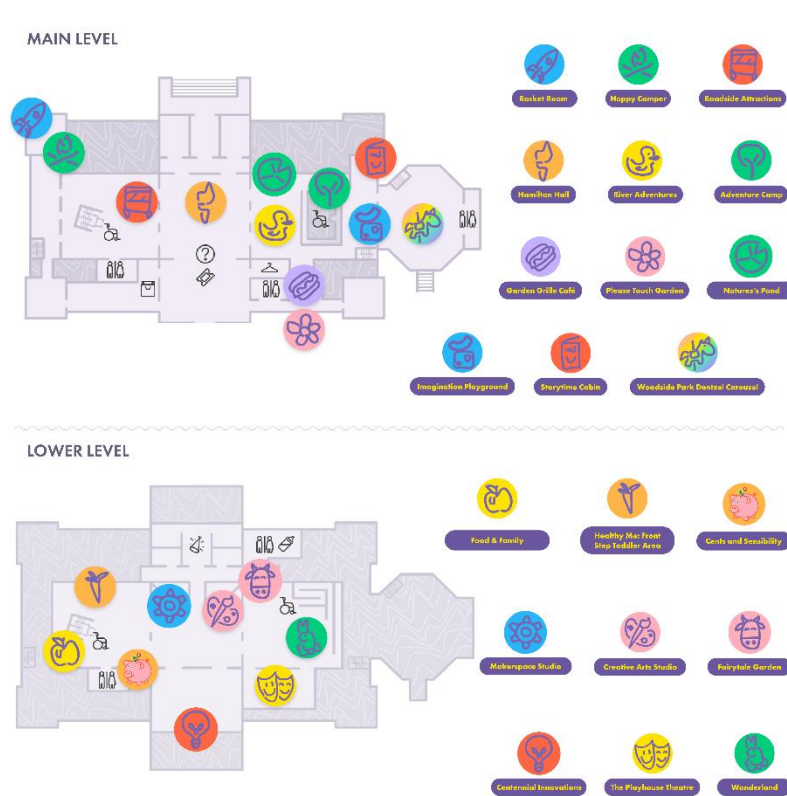 MAIN LEVEL
Rocket Room
Happy Camper
Roadside Attractions
Hamilton Hall
River Adventures
Adventure Camp
Garden Grille Café
Please Touch Garden
Natures's Pond
Imagination Playground
Storytime Cabin
Woodside Park Dentzel Carousel
?
LOWER LEVEL
Food & Family
Healthy Me: Front
Step Toddler Area
Cents and Sensibility
Makerspace Studio
Creative Arts Studio
Fairytale Garden
Centennial Innovations
The Playhouse Theatre
Wonderland